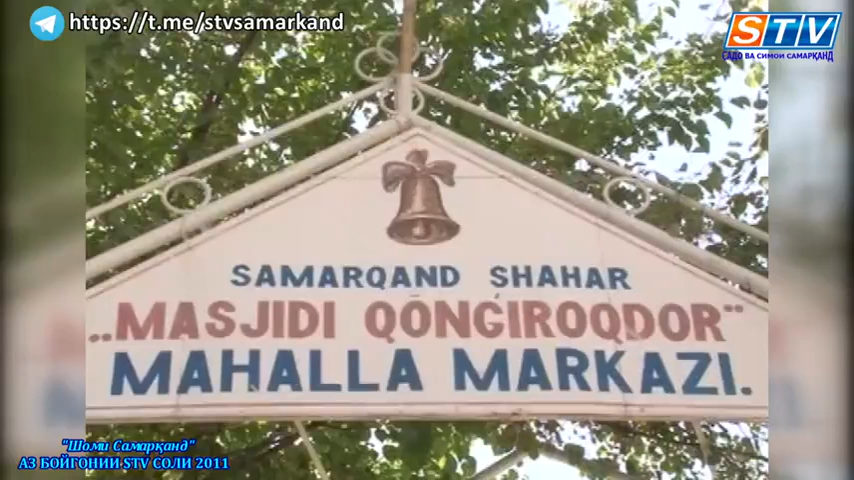 https://t.me/stvsamarkand
STV
САДО ВА СИМОИ САМАРҚАНД
SAMARQAND SHAHAR
„MASJIDI QŌNĠIROQDOR"
MAHALLA MARKAZI.
"Шоми Самарқанд"
АЗ БОЙГОНИИ STV СОЛИ 2011